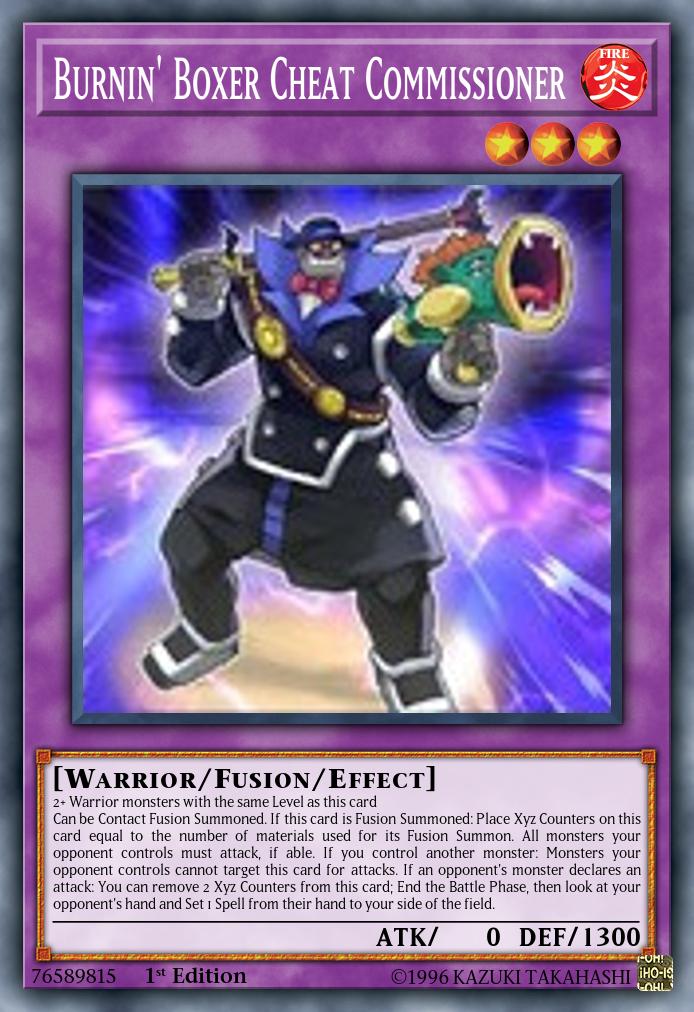 Burnin' Boxer Cheat Commissioner
FIRE
炎
[Warrior/Fusion/Effect]
2+ Warrior monsters with the same Level as this card
Can be Contact Fusion Summoned. If this card is Fusion Summoned: Place Xyz Counters on this
card equal to the number of materials used for its Fusion Summon. All monsters your
opponent controls must attack, if able. If you control another monster: Monsters your
opponent controls cannot target this card for attacks. If an opponent's monster declares an
attack: You can remove 2 Xyz Counters from this card; End the Battle Phase, then look at your
opponent's hand and Set 1 Spell from their hand to your side of the field.
ATK/ 0 DEF/1300
76589815 1st Edition ©1996 KAZUKI TAKAHASHI